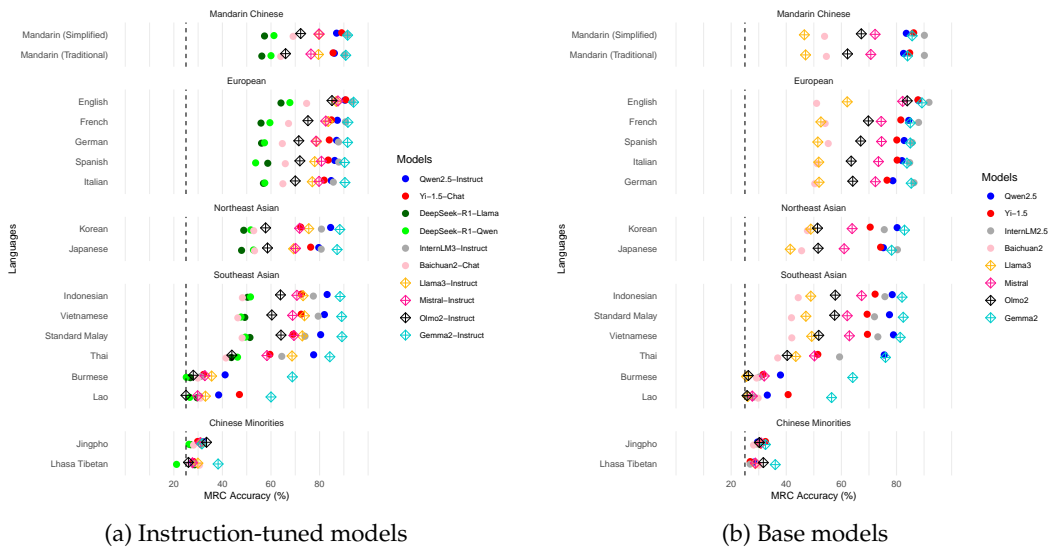 Mandarin Chinese
Mandarin (Simplified)
Mandarin (Traditional)
European
English
French
German
Spanish
Italian
Northeast Asian
Korean
Japanese
Southeast Asian
Indonesian
Vietnamese
Standard Malay
Thai
Burmese
Lao
Chinese Minorities
Jingpho
Lhasa Tibetan
Languages
20 40 60 80
MRC Accuracy (%)
Models
Qwen2.5−Instruct
Yi−1.5−Chat
DeepSeek−R1−Llama
DeepSeek−R1−Qwen
InternLM3−Instruct
Baichuan2−Chat
Llama3−Instruct
Mistral−Instruct
Olmo2−Instruct
Gemma2−Instruct
(a) Instruction-tuned models
Mandarin Chinese
Mandarin (Simplified)
Mandarin (Traditional)
European
English
French
Spanish
Italian
German
Northeast Asian
Korean
Japanese
Southeast Asian
Indonesian
Standard Malay
Vietnamese
Thai
Burmese
Lao
Chinese Minorities
Jingpho
Lhasa Tibetan
Languages
20 40 60 80
MRC Accuracy (%)
Models
Qwen2.5
Yi−1.5
InternLM2.5
Baichuan2
Llama3
Mistral
Olmo2
Gemma2
(b) Base models